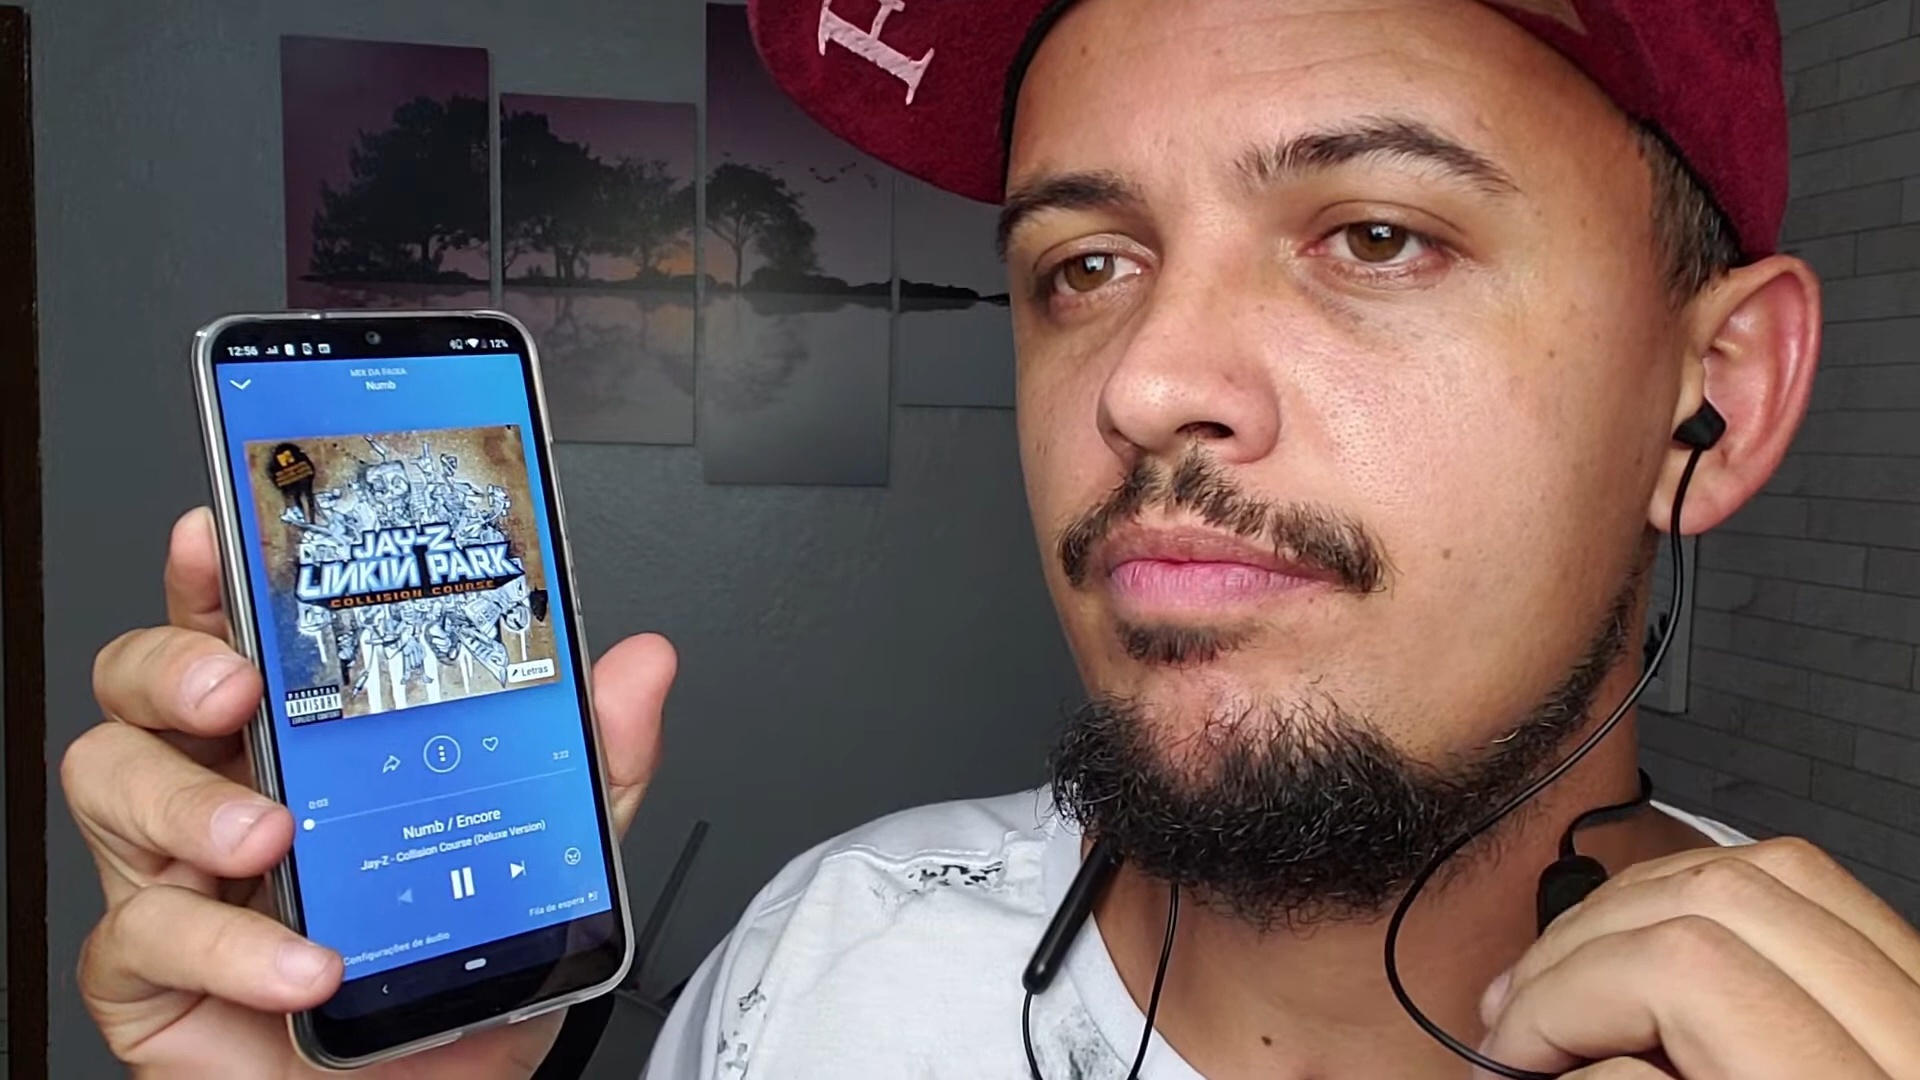 F
12:56
12%
MIX DA FAIXA
Numb
JAY-Z
LINKIN PARK
COLLISION COURSE
Letras
PARENTAL
ADVISORY
EXPLICIT CONTENT
3:22
0:03
Numb / Encore
Jay-Z - Collision Course (Deluxe Version)
Fila de espera
Configurações de áudio